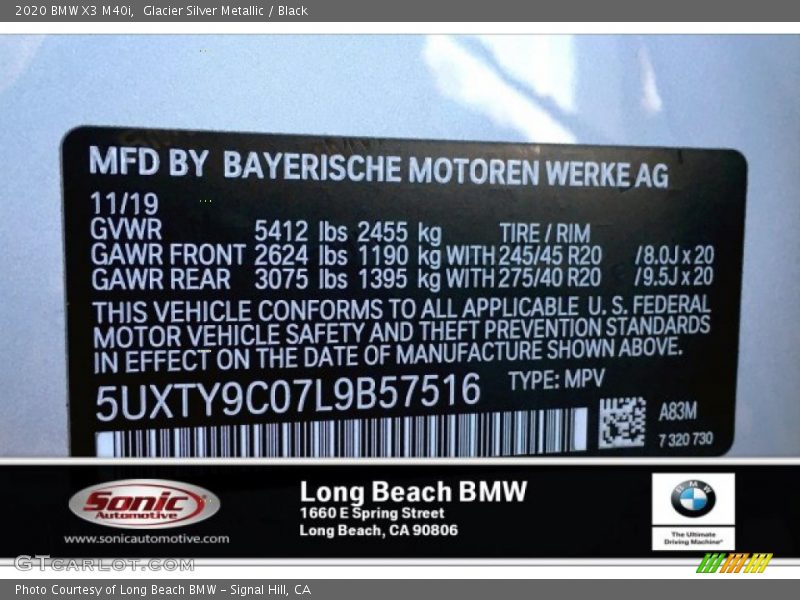 2020 BMW X3 M40i,  Glacier Silver Metallic / Black
MFD BY BAYERISCHE MOTOREN WERKE AG
11/19
GVWR 5412 lbs 2455 kg TIRE / RIM
GAWR FRONT 2624 lbs 1190 kg WITH 245/45 R20 /8.0J x 20
GAWR REAR 3075 lbs 1395 kg WITH 275/40 R20 /9.5J x 20
THIS VEHICLE CONFORMS TO ALL APPLICABLE U. S. FEDERAL
MOTOR VEHICLE SAFETY AND THEFT PREVENTION STANDARDS
IN EFFECT ON THE DATE OF MANUFACTURE SHOWN ABOVE.
5UXTY9C07L9B57516 TYPE: MPV
A83M
7 320 730
Sonic
Automotive
www.sonicautomotive.com
Long Beach BMW
1660 E Spring Street
Long Beach, CA 90806
BMW
The Ultimate
Driving Machine®
GTcarlot.com
Photo Courtesy of Long Beach BMW - Signal Hill, CA